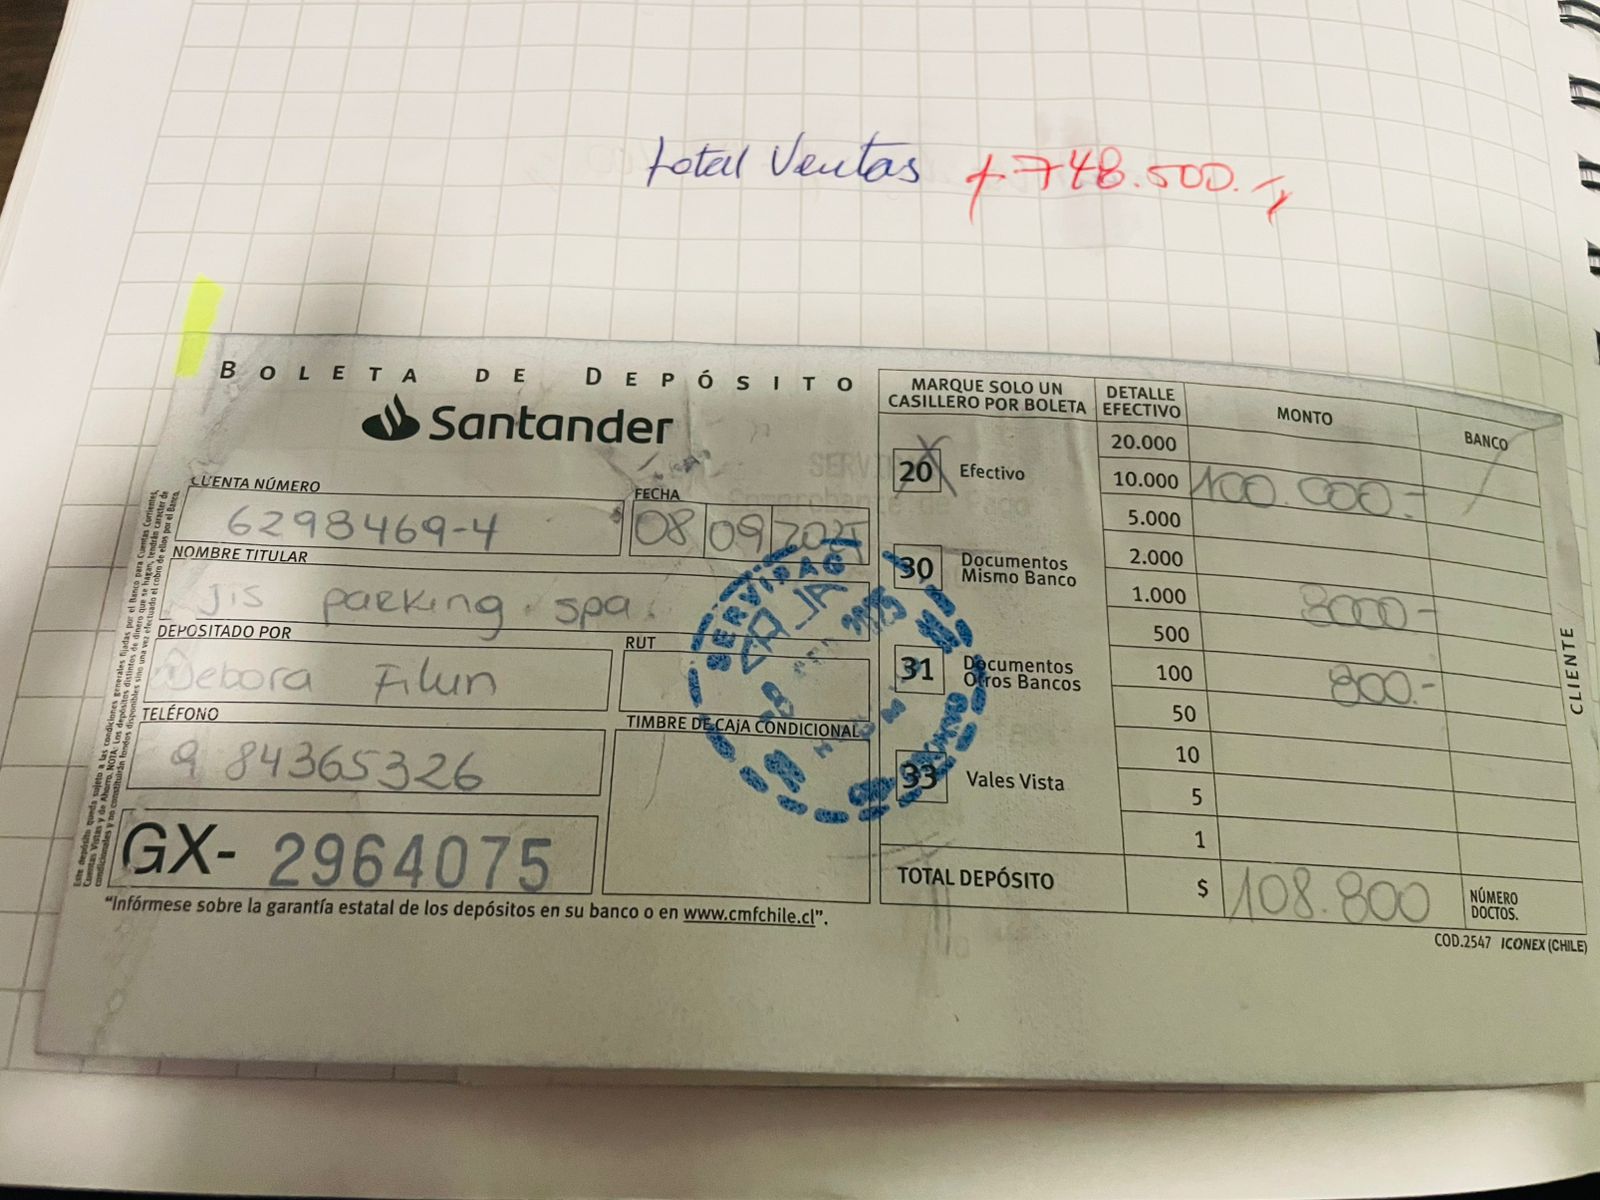 total Ventas $748.500.-
BOLETA DE DEPÓSITO
Santander
CUENTA NÚMERO
6298469-4
FECHA
08 09 2025
NOMBRE TITULAR
Jis parking spa.
DEPOSITADO POR
Debora Filun
RUT
TELÉFONO
9 84365326
TIMBRE DE CAJA CONDICIONAL
GX- 2964075
"Infórmese sobre la garantía estatal de los depósitos en su banco o en www.cmfchile.cl".
MARQUE SOLO UN
CASILLERO POR BOLETA
20 Efectivo
30 Documentos
Mismo Banco
31 Documentos
Otros Bancos
33 Vales Vista
DETALLE
EFECTIVO
MONTO
BANCO
20.000
10.000 100.000.-
5.000
2.000
1.000 8000-
500
100 800.-
50
10
5
1
TOTAL DEPÓSITO $ 108.800
NÚMERO
DOCTOS.
CLIENTE
COD.2547 ICONEX (CHILE)
SERVIPAG
CAJA